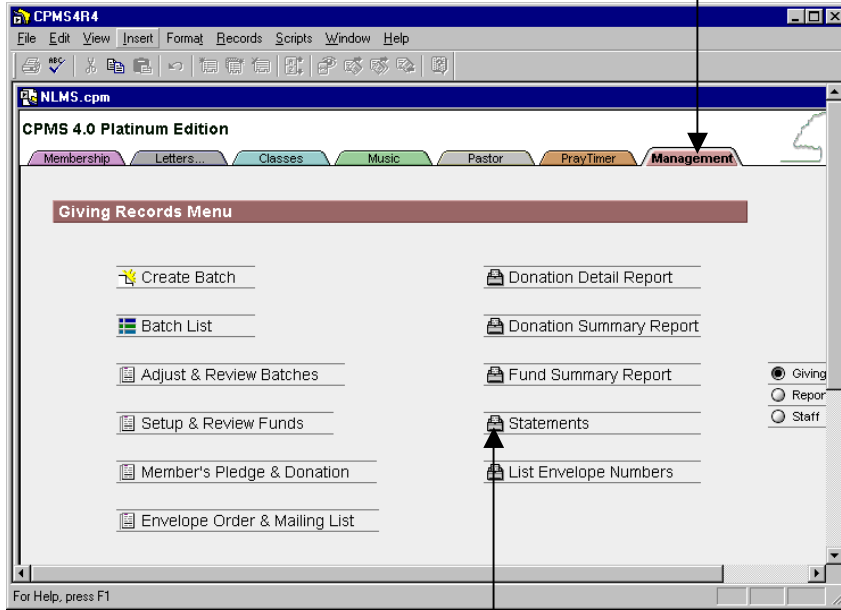 CPMS4R4
File Edit View Insert Format Records Scripts Window Help
ABC
NLMS.cpm
CPMS 4.0 Platinum Edition
Membership Letters... Classes Music Pastor PrayTimer Management
Giving Records Menu
Create Batch Donation Detail Report
Batch List Donation Summary Report
Adjust & Review Batches Fund Summary Report Giving
Repor
Setup & Review Funds Statements Staff
Member's Pledge & Donation List Envelope Numbers
Envelope Order & Mailing List
For Help, press F1